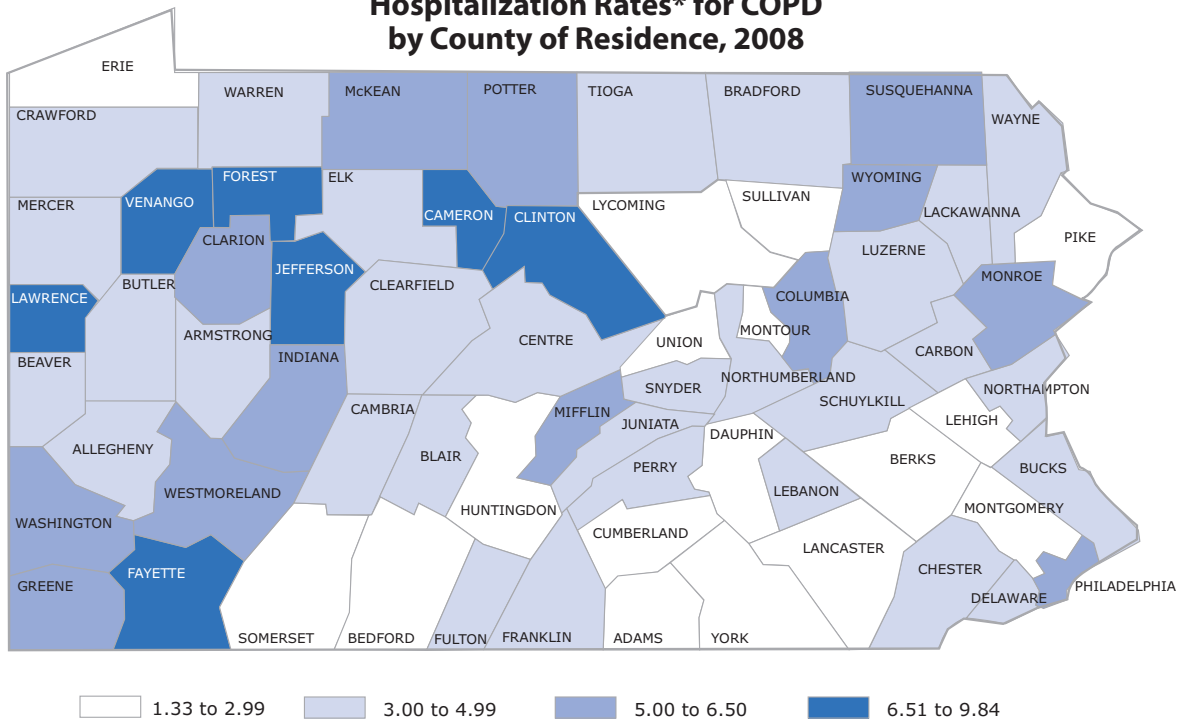 Hospitalization Rates* for COPD
by County of Residence, 2008
ERIE
CRAWFORD
WARREN
McKEAN
POTTER
TIOGA
BRADFORD
SUSQUEHANNA
WAYNE
MERCER
VENANGO
FOREST
ELK
CAMERON
CLINTON
LYCOMING
SULLIVAN
WYOMING
LACKAWANNA
PIKE
CLARION
JEFFERSON
CLEARFIELD
LUZERNE
MONROE
LAWRENCE
BUTLER
ARMSTRONG
CENTRE
UNION
MONTOUR
COLUMBIA
CARBON
BEAVER
INDIANA
SNYDER
NORTHUMBERLAND
SCHUYLKILL
NORTHAMPTON
CAMBRIA
MIFFLIN
JUNIATA
DAUPHIN
LEHIGH
ALLEGHENY
BLAIR
PERRY
LEBANON
BERKS
BUCKS
WESTMORELAND
HUNTINGDON
MONTGOMERY
WASHINGTON
CUMBERLAND
LANCASTER
GREENE
FAYETTE
CHESTER
DELAWARE
PHILADELPHIA
SOMERSET
BEDFORD
FULTON
FRANKLIN
ADAMS
YORK
1.33 to 2.99
3.00 to 4.99
5.00 to 6.50
6.51 to 9.84